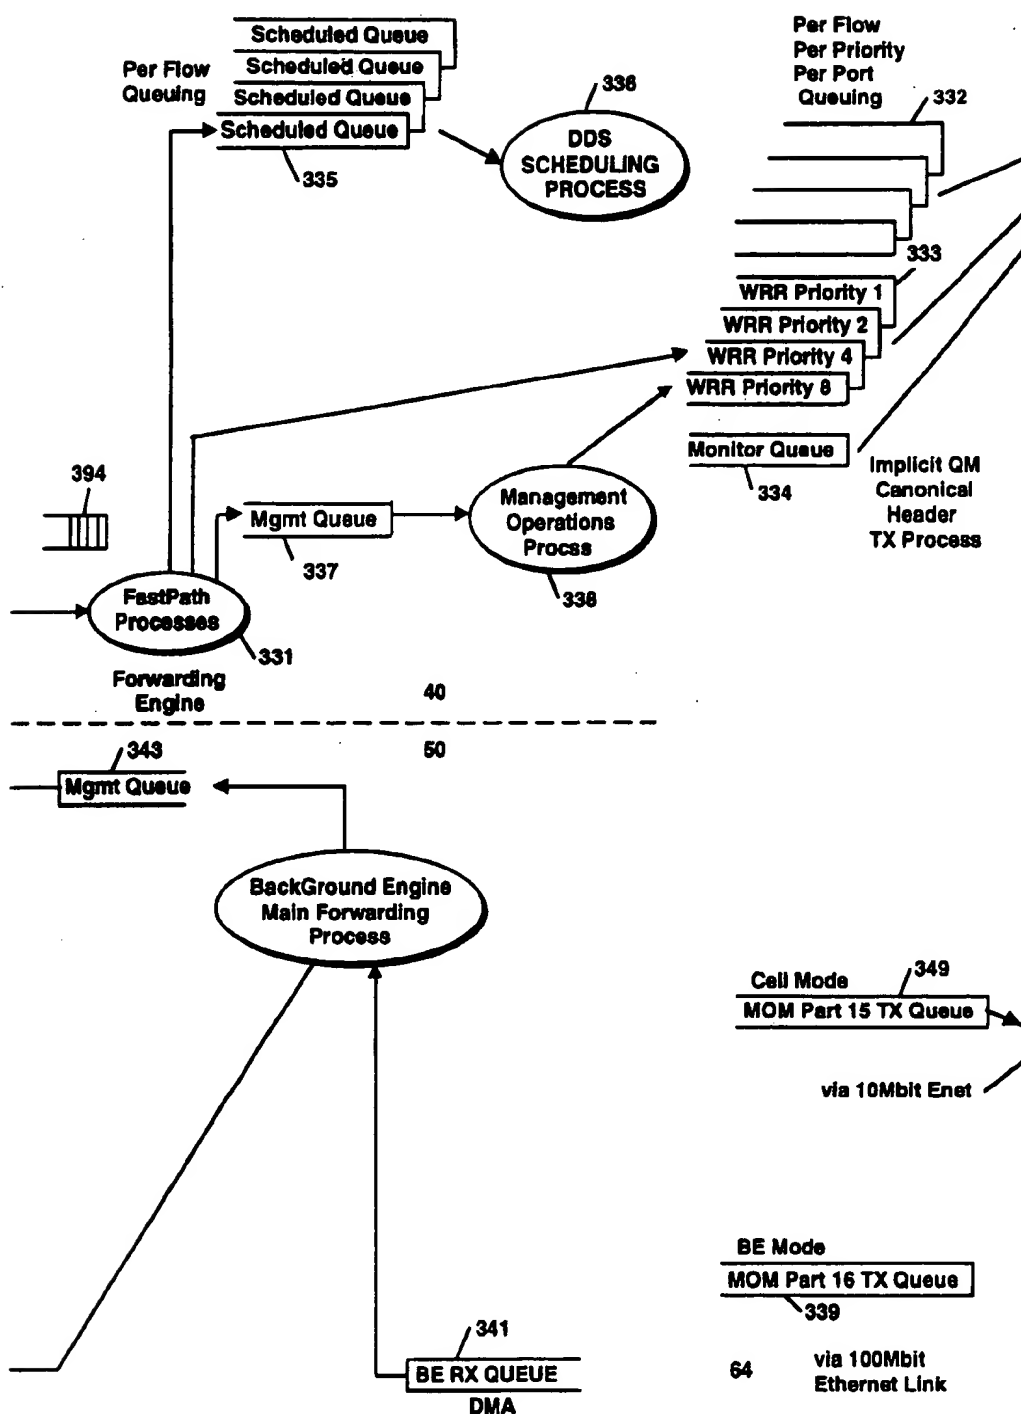 Scheduled Queue
Scheduled Queue
Scheduled Queue
Scheduled Queue
Per Flow
Queuing
335
336
DDS
SCHEDULING
PROCESS
Per Flow
Per Priority
Per Port
Queuing
332
333
WRR Priority 1
WRR Priority 2
WRR Priority 4
WRR Priority 8
Monitor Queue
334
Implicit QM
Canonical
Header
TX Process
394
Mgmt Queue
337
Management
Operations
Procss
338
FastPath
Processes
331
Forwarding
Engine
40
50
343
Mgmt Queue
BackGround Engine
Main Forwarding
Process
Cell Mode
349
MOM Part 15 TX Queue
via 10Mbit Enet
BE Mode
MOM Part 16 TX Queue
339
341
BE RX QUEUE
DMA
64
via 100Mbit
Ethernet Link